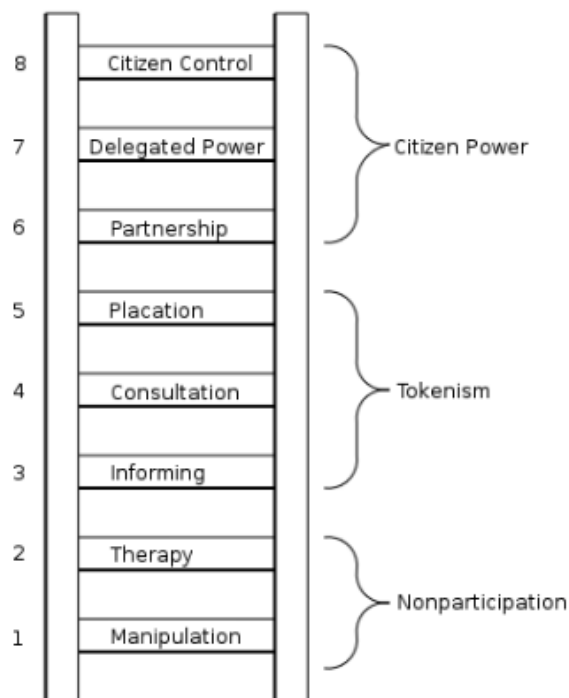 8 Citizen Control
7 Delegated Power Citizen Power
6 Partnership
5 Placation
4 Consultation Tokenism
3 Informing
2 Therapy
Nonparticipation
1 Manipulation